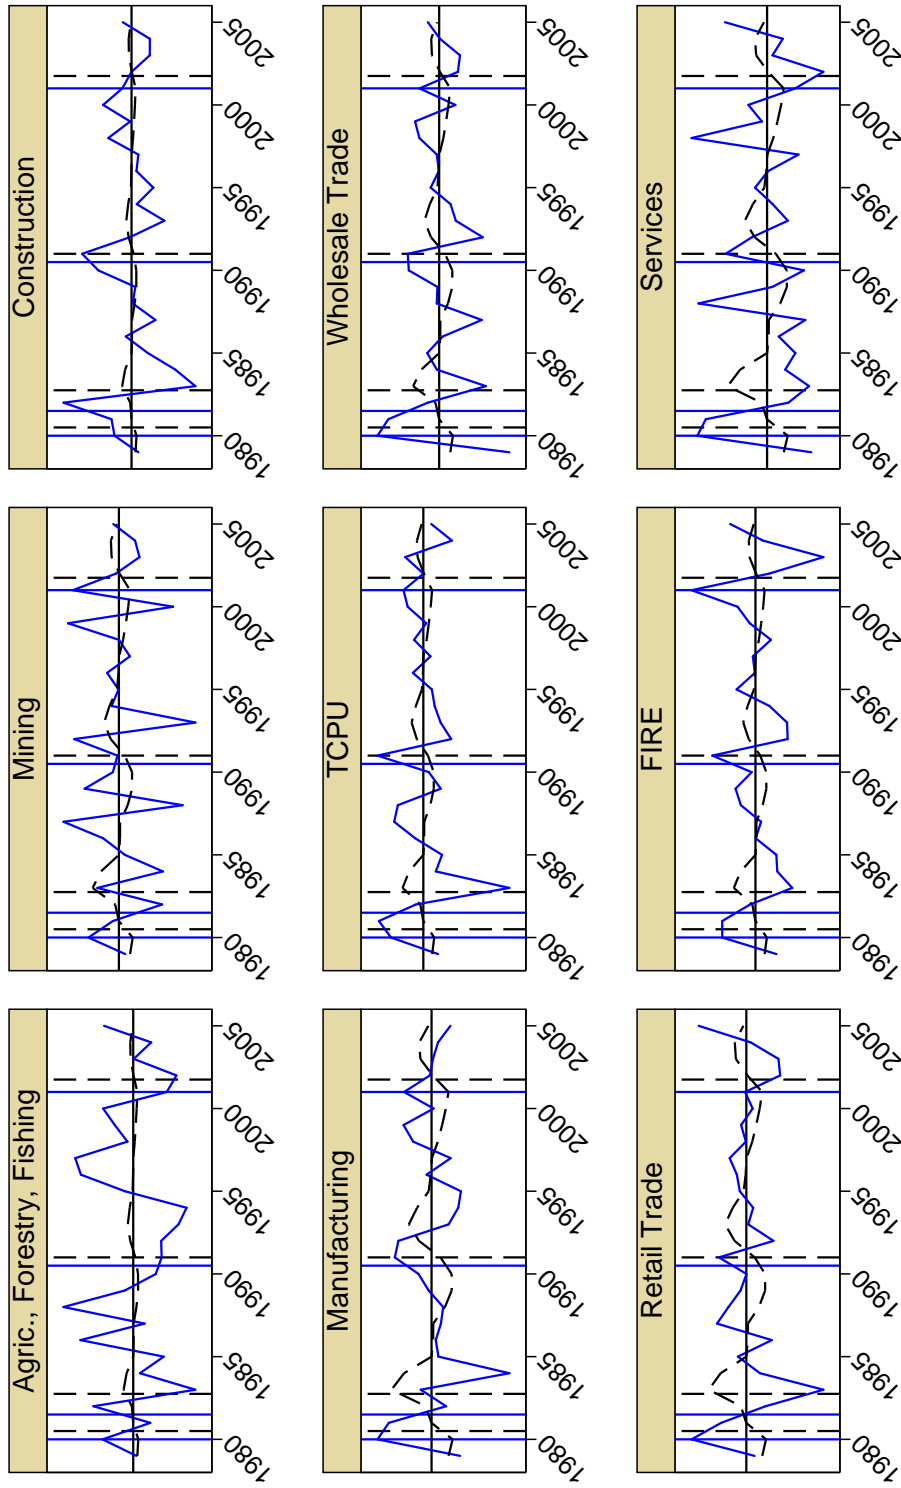 Agric., Forestry, Fishing
1980 1985 1990 1995 2000 2005
Mining
1980 1985 1990 1995 2000 2005
Construction
1980 1985 1990 1995 2000 2005
Manufacturing
1980 1985 1990 1995 2000 2005
TCPU
1980 1985 1990 1995 2000 2005
Wholesale Trade
1980 1985 1990 1995 2000 2005
Retail Trade
1980 1985 1990 1995 2000 2005
FIRE
1980 1985 1990 1995 2000 2005
Services
1980 1985 1990 1995 2000 2005